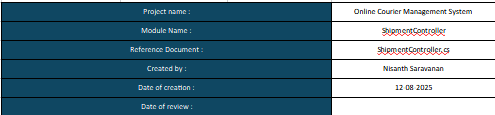 Project name : Online Courier Management System
Module Name : ShipmentController
Reference Document : ShipmentController.cs
Created by : Nisanth Saravanan
Date of creation : 12-08-2025
Date of review :